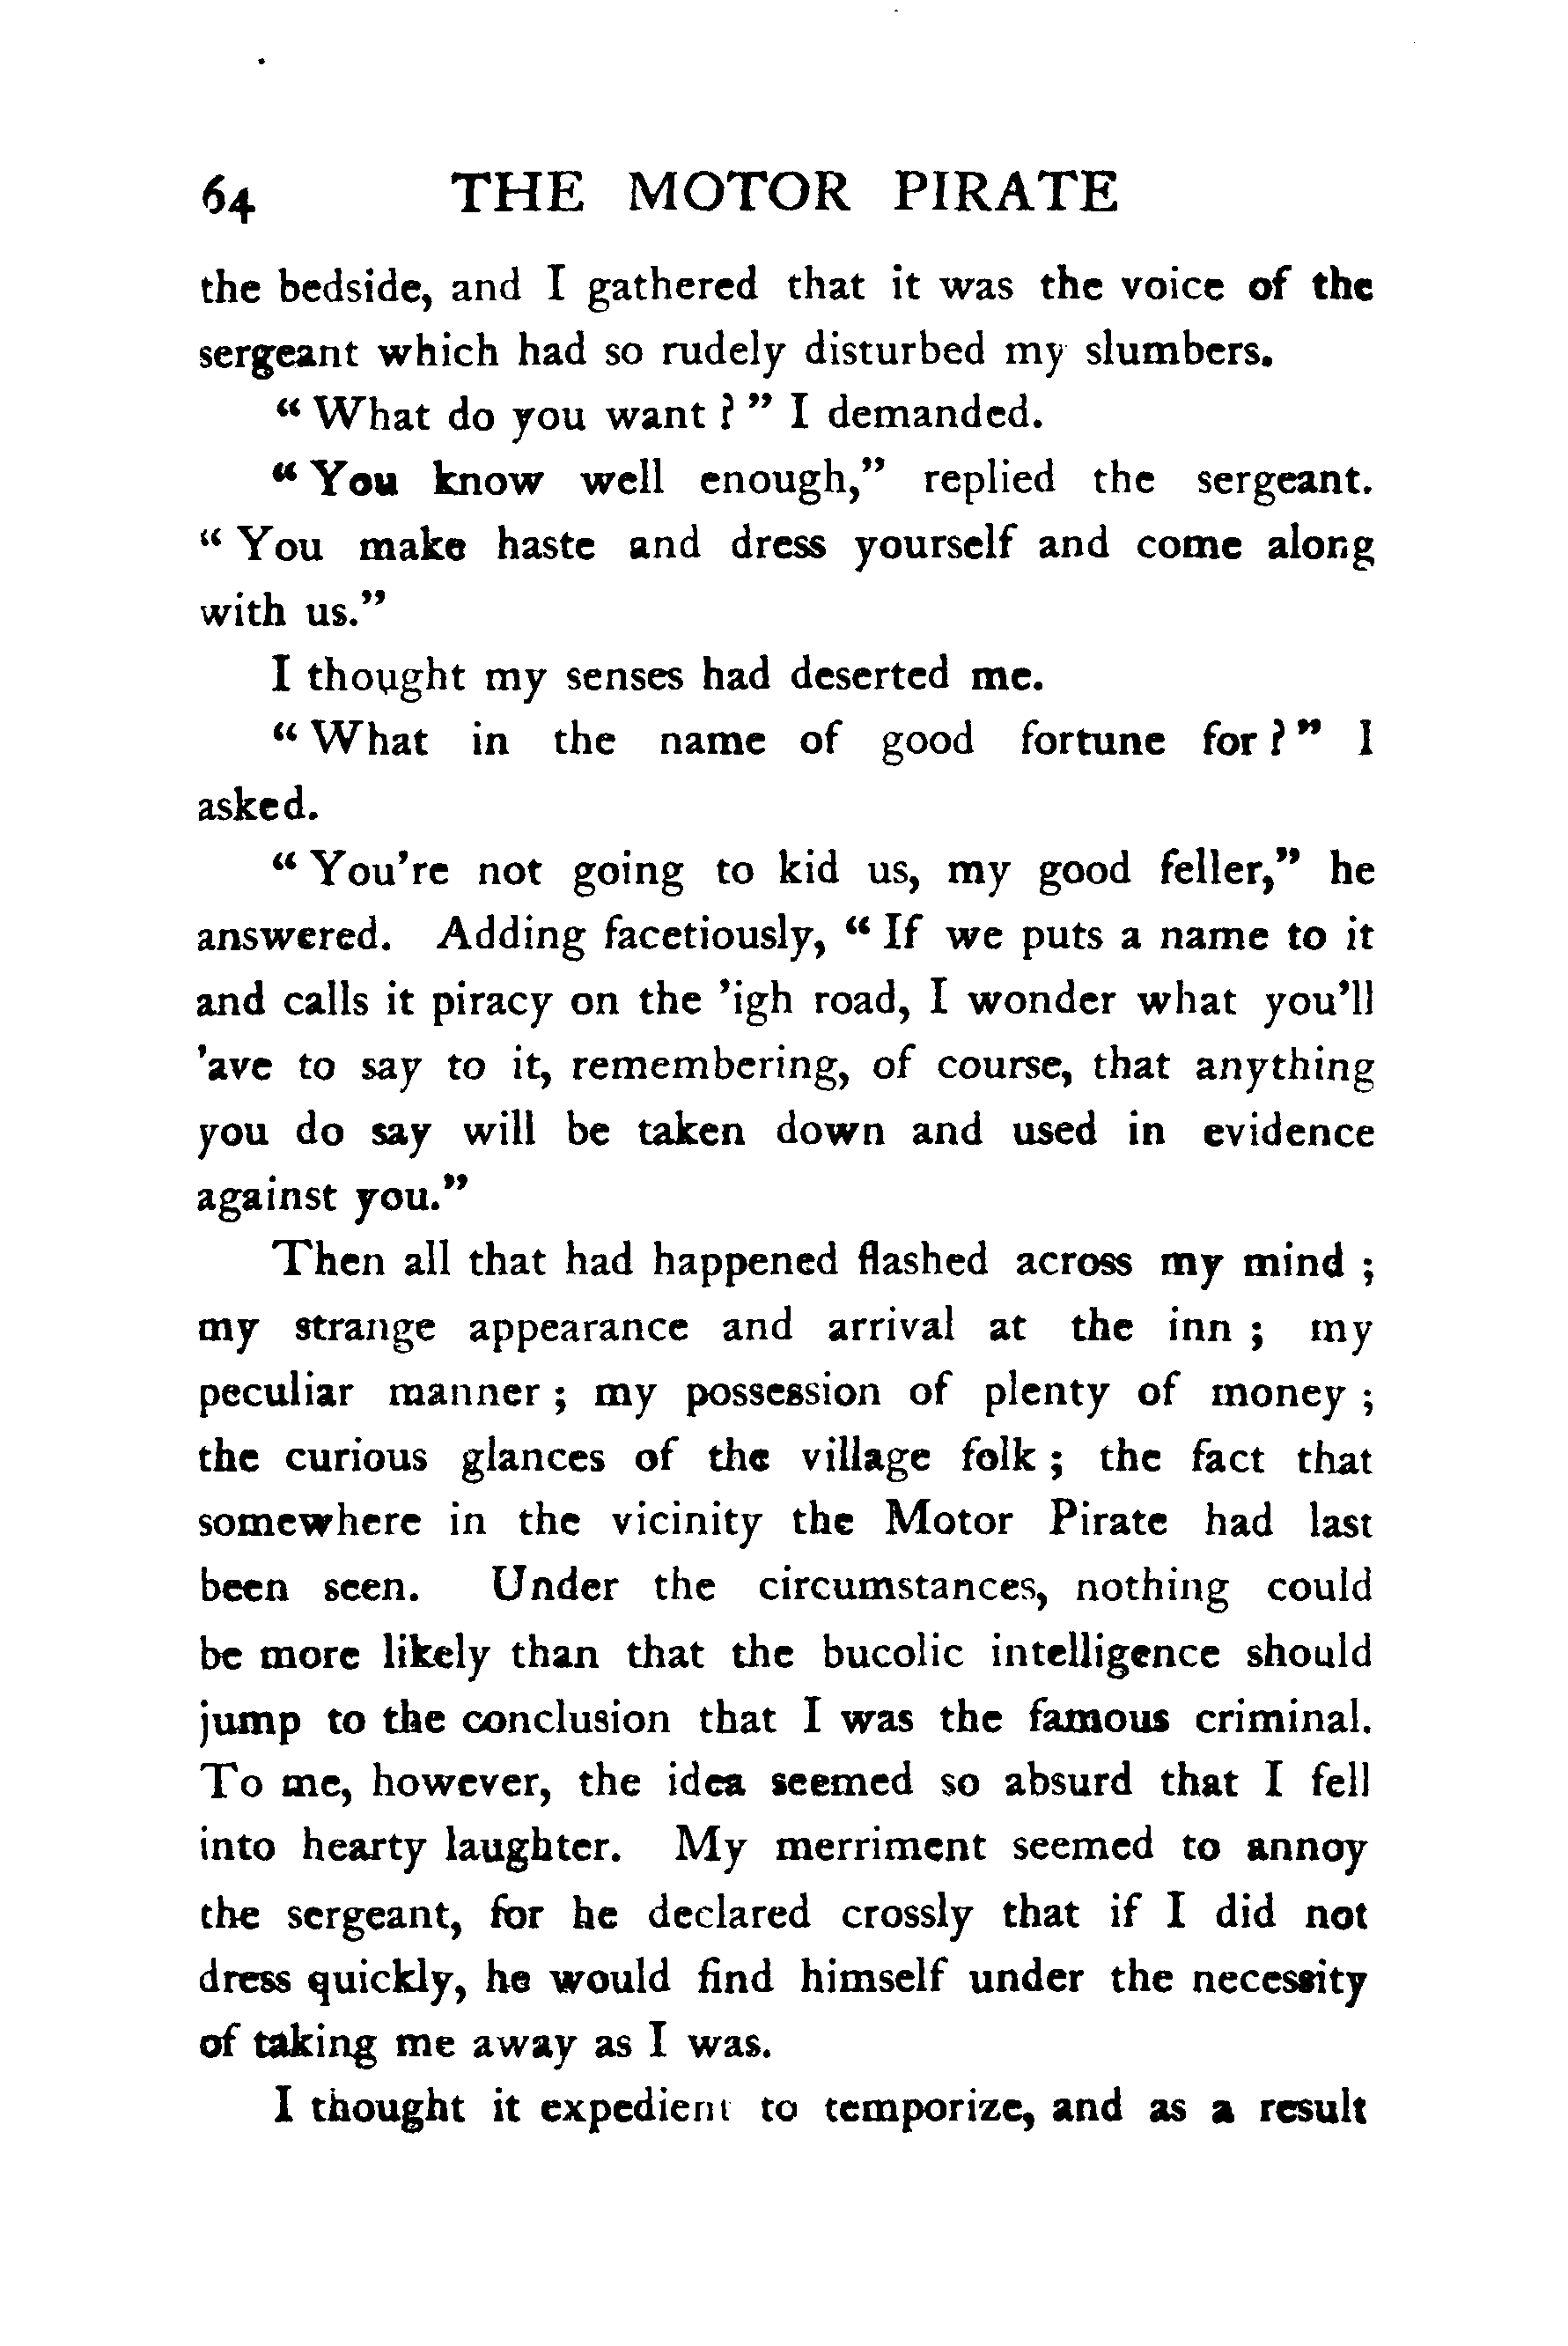 64 THE MOTOR PIRATE
the bedside, and I gathered that it was the voice of the
sergeant which had so rudely disturbed my slumbers.
“ What do you want ? ” I demanded.
“ You know well enough,” replied the sergeant.
“ You make haste and dress yourself and come along
with us.”
I thought my senses had deserted me.
“ What in the name of good fortune for ? ” I
asked.
“ You’re not going to kid us, my good feller,” he
answered. Adding facetiously, “ If we puts a name to it
and calls it piracy on the ’igh road, I wonder what you’ll
’ave to say to it, remembering, of course, that anything
you do say will be taken down and used in evidence
against you.”
Then all that had happened flashed across my mind ;
my strange appearance and arrival at the inn ; my
peculiar manner ; my possession of plenty of money ;
the curious glances of the village folk ; the fact that
somewhere in the vicinity the Motor Pirate had last
been seen. Under the circumstances, nothing could
be more likely than that the bucolic intelligence should
jump to the conclusion that I was the famous criminal.
To me, however, the idea seemed so absurd that I fell
into hearty laughter. My merriment seemed to annoy
the sergeant, for he declared crossly that if I did not
dress quickly, he would find himself under the necessity
of taking me away as I was.
I thought it expedient to temporize, and as a result